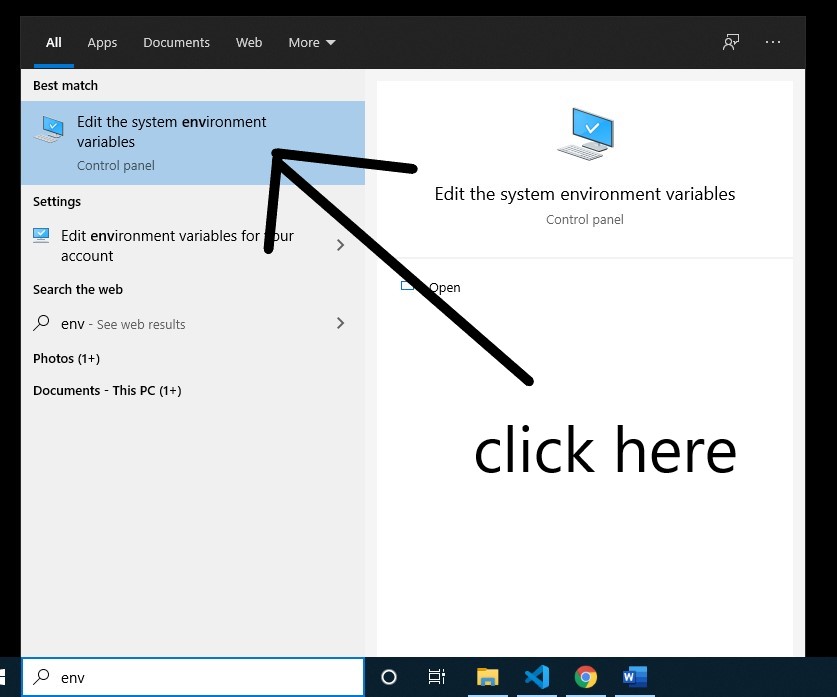 All Apps Documents Web More
Best match
Edit the system environment
variables
Control panel
Settings
Edit environment variables for your
account
Search the web
env - See web results
Photos (1+)
Documents - This PC (1+)
Edit the system environment variables
Control panel
Open
click here
env